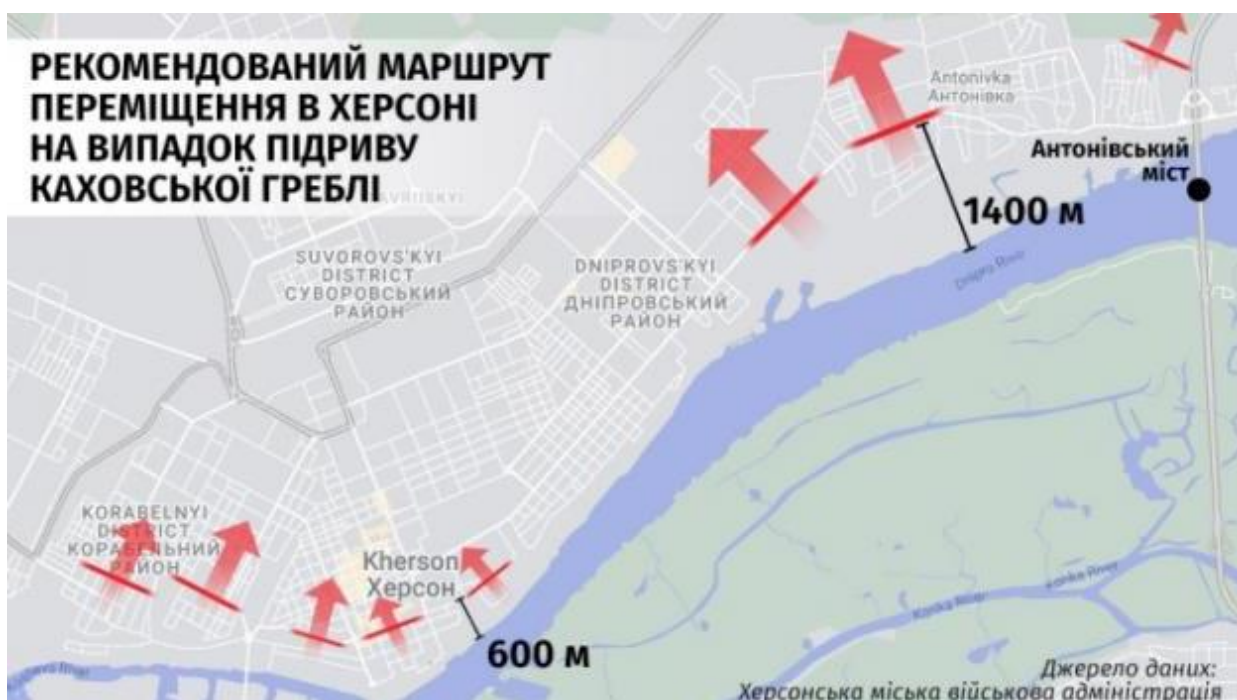 РЕКОМЕНДОВАНИЙ МАРШРУТ
ПЕРЕМІЩЕННЯ В ХЕРСОНІ
НА ВИПАДОК ПІДРИВУ
КАХОВСЬКОЇ ГРЕБЛІ
Antonivka
Антонівка
Антонівський
міст
1400 м
Dnipro River
SUVOROVS'KYI
DISTRICT
СУВОРОВСЬКИЙ
РАЙОН
DNIPROVS'KYI
DISTRICT
ДНІПРОВСЬКИЙ
РАЙОН
KORABELNYI
DISTRICT
КОРАБЕЛЬНИЙ
РАЙОН
Kherson
Херсон
600 м
Konka River
Konka River
River
Джерело даних:
Херсонська міська військова адміністрація